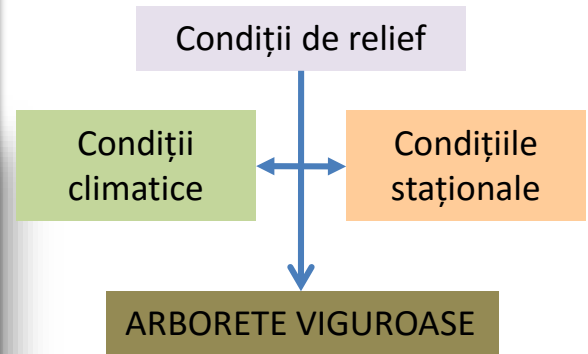 Condiții de relief
Condiții
climatice
Condițiile
staționale
ARBORETE VIGUROASE